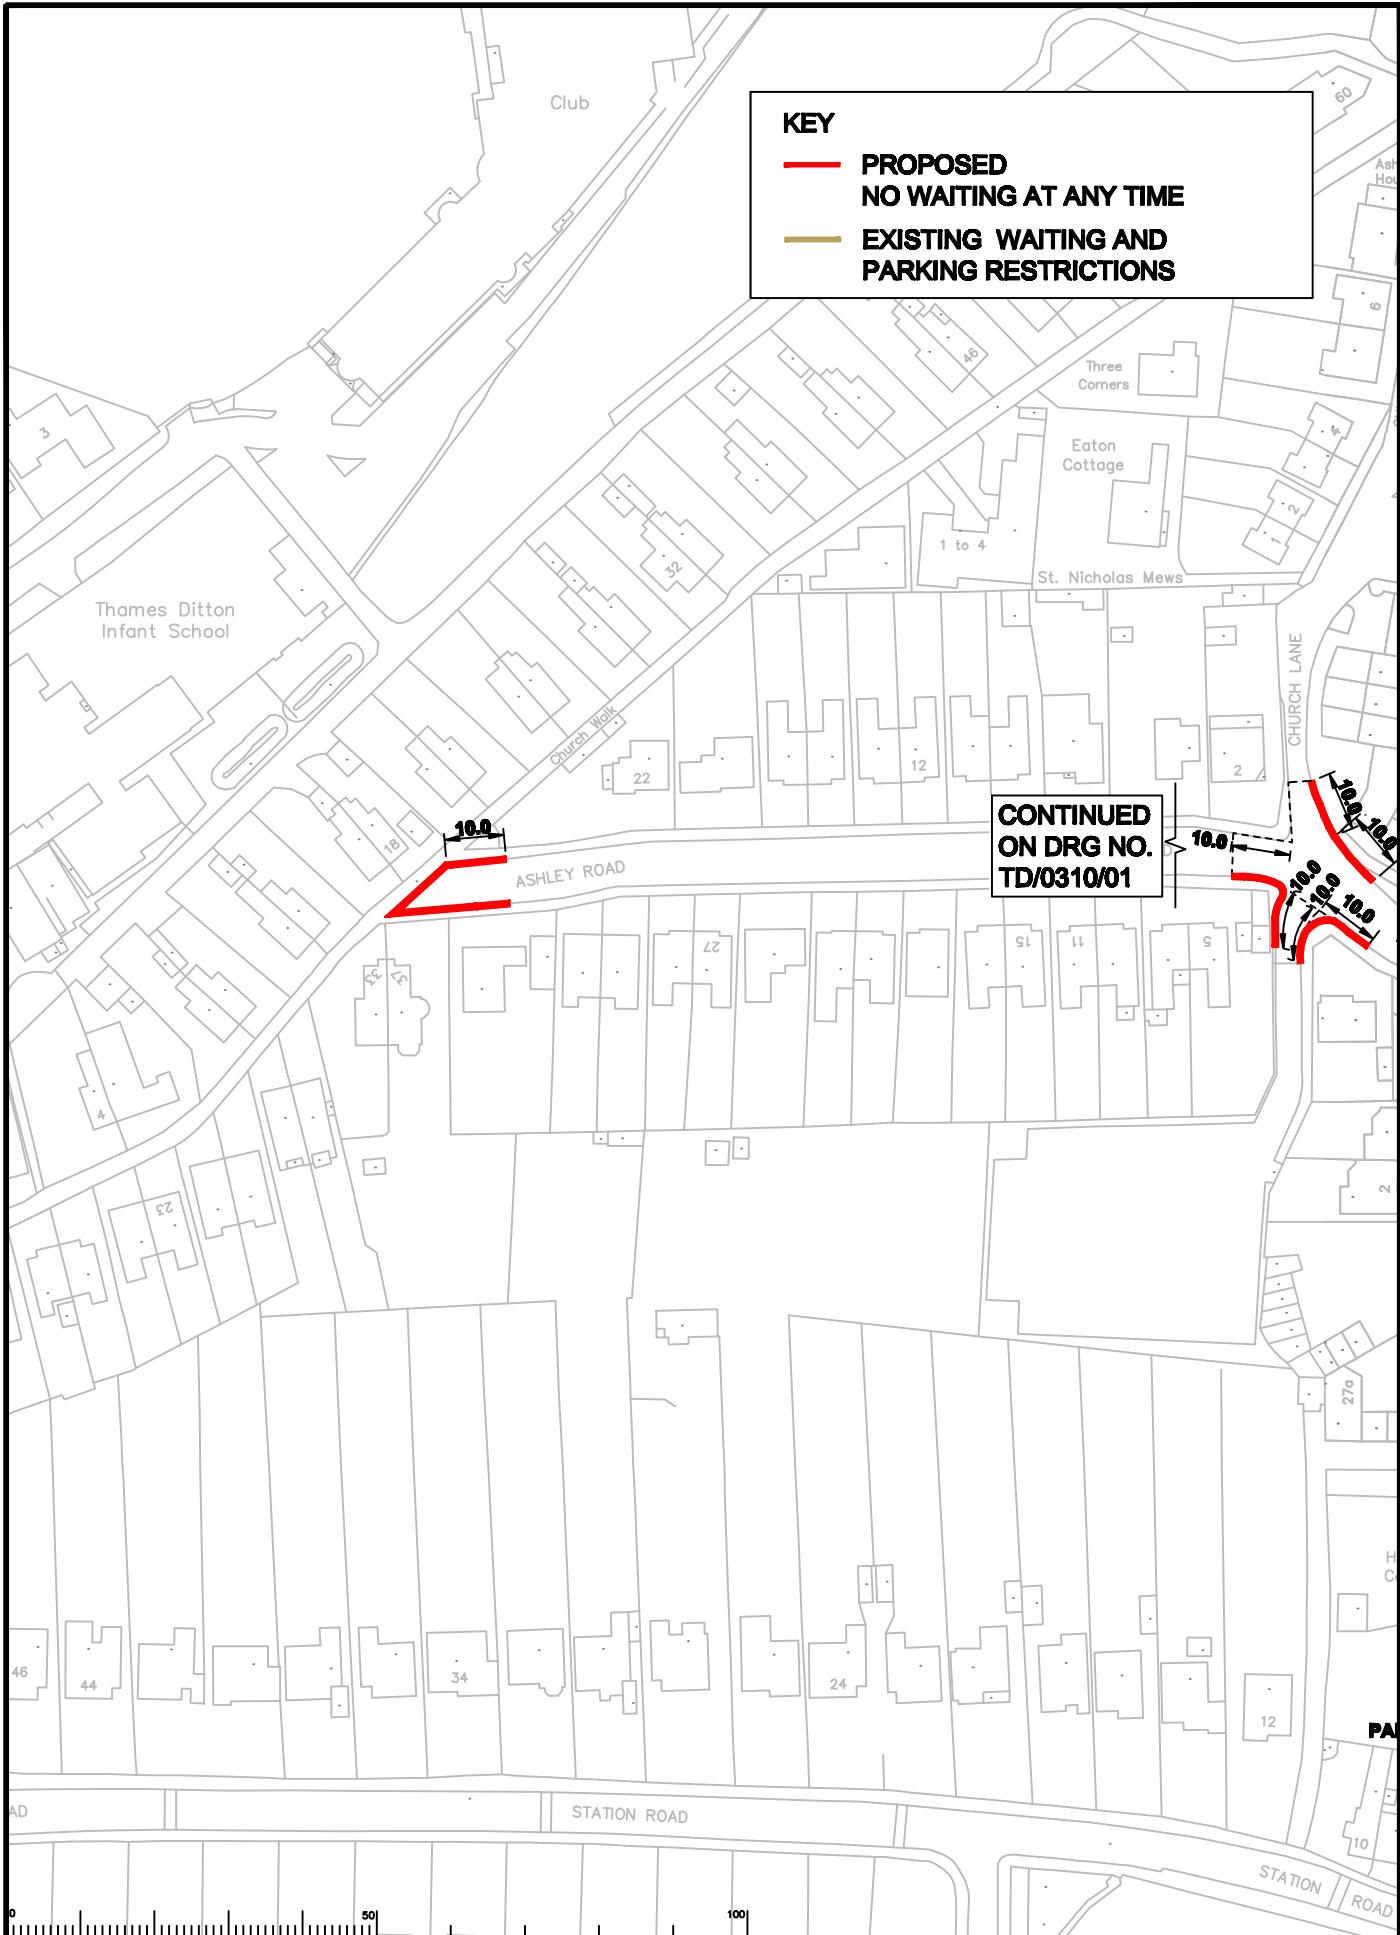 Club
60
KEY
PROPOSED
NO WAITING AT ANY TIME
EXISTING WAITING AND
PARKING RESTRICTIONS
6
46
Three
Corners
3
4
Eaton
Cottage
2
1
1 to 4
32
St. Nicholas Mews
Thames Ditton
Infant School
CHURCH LANE
Church Walk
22
12
2
CONTINUED
ON DRG NO.
TD/0310/01
10.0
10.0
10.0
10.0
10.0
10.0
10.0
18
ASHLEY ROAD
33
37
27
15
11
5
4
23
2
27a
46
44
34
24
12
10
STATION ROAD
STATION
ROAD
0
50
100